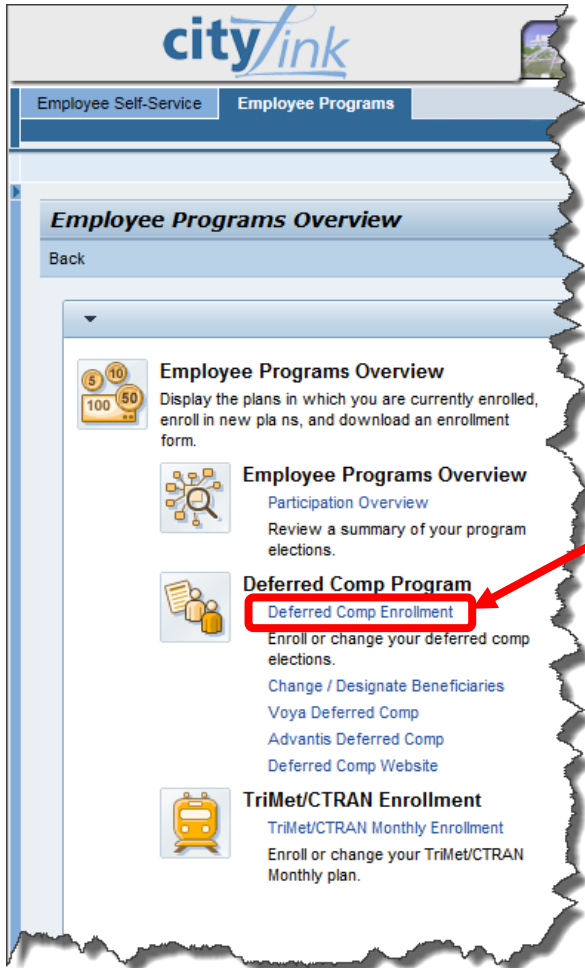 citylink
Employee Self-Service Employee Programs
Employee Programs Overview
Back
5 10
100 50
Employee Programs Overview
Display the plans in which you are currently enrolled,
enroll in new pla ns, and download an enrollment
form.
Employee Programs Overview
Participation Overview
Review a summary of your program
elections.
Deferred Comp Program
Deferred Comp Enrollment
Enroll or change your deferred comp
elections.
Change / Designate Beneficiaries
Voya Deferred Comp
Advantis Deferred Comp
Deferred Comp Website
TriMet/CTRAN Enrollment
TriMet/CTRAN Monthly Enrollment
Enroll or change your TriMet/CTRAN
Monthly plan.